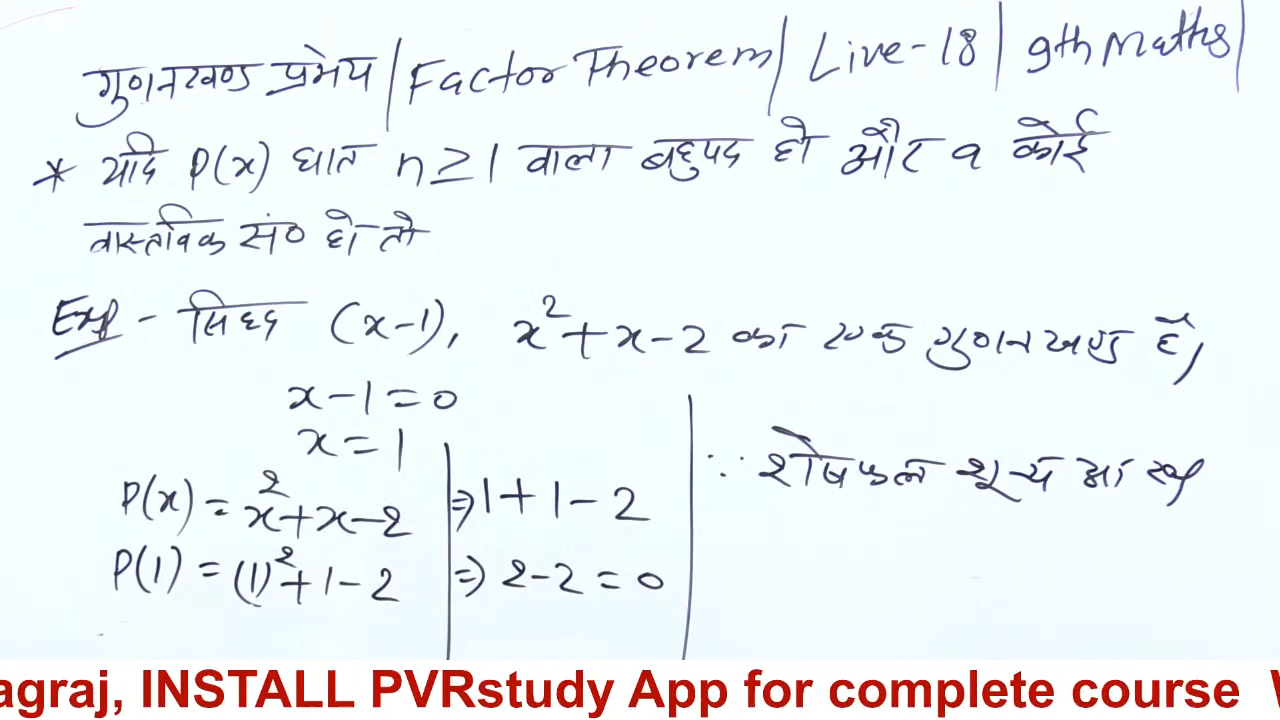 गुणनखण्ड प्रमेय | Factor Theorem | Live-18 | 9th Maths |
* यदि P(x) घात n ≥ 1 वाला बहुपद हो और a कोई
वास्तविक सं० हो तो
Exp - सिद्ध (x-1), x²+x-2 का एक गुणनखण्ड है,
x-1=0
x=1
P(x) = x²+x-2
P(1) = (1)²+1-2
⇒ 1+1-2
⇒ 2-2=0
∵ शेषफल शून्य आ रहा
agraj, INSTALL PVRstudy App for complete course